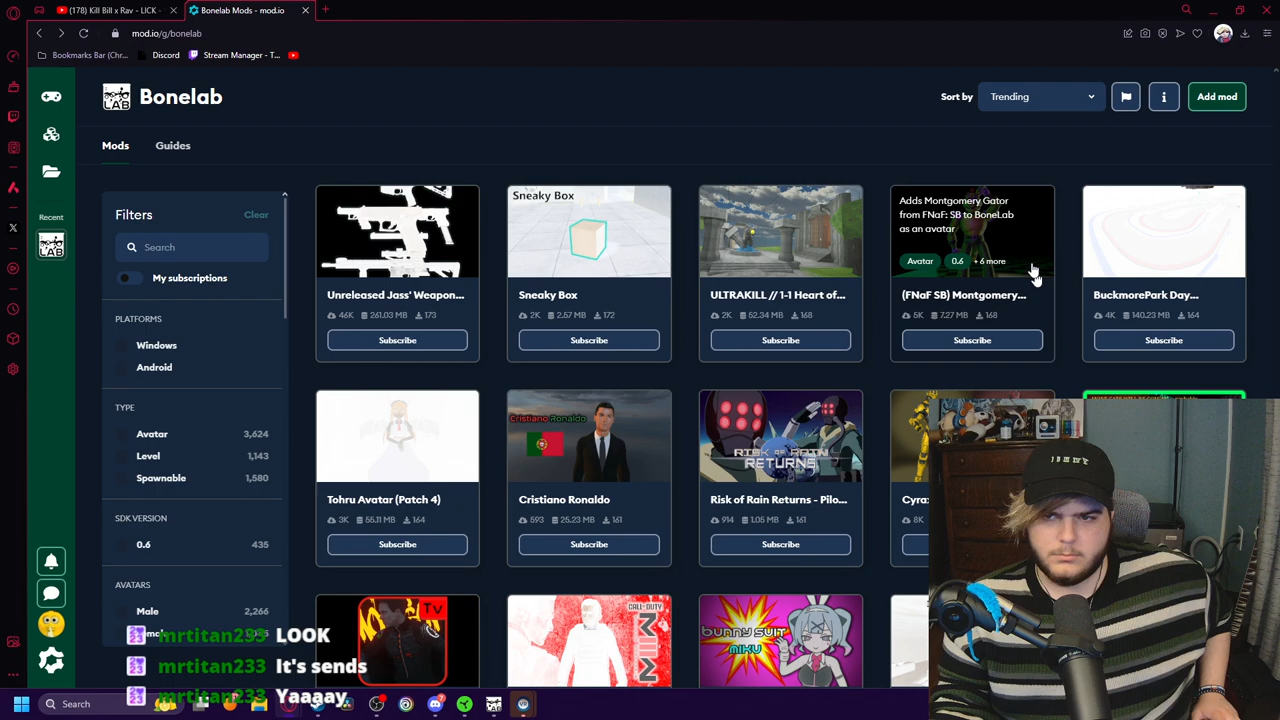 (178) Kill Bill x Rav - LICK -
Bonelab Mods - mod.io
mod.io/g/bonelab
Bookmarks Bar (Chr...
Discord
Stream Manager - T...
BONELAB
Bonelab
Sort by
Trending
Add mod
Mods
Guides
Recent
Filters
Clear
Search
My subscriptions
PLATFORMS
Windows
Android
TYPE
Avatar 3,624
Level 1,143
Spawnable 1,580
SDK VERSION
0.6 435
AVATARS
Male 2,266
Unreleased Jass' Weapon...
46K 261.03 MB 173
Subscribe
Sneaky Box
Sneaky Box
2K 2.57 MB 172
Subscribe
ULTRAKILL // 1-1 Heart of...
2K 52.34 MB 168
Subscribe
Adds Montgomery Gator
from FNaF: SB to BoneLab
as an avatar
Avatar 0.6 + 6 more
(FNaF SB) Montgomery...
5K 7.27 MB 168
Subscribe
BuckmorePark Day...
4K 140.23 MB 164
Subscribe
Tohru Avatar (Patch 4)
3K 55.11 MB 164
Subscribe
Cristiano Ronaldo
Cristiano Ronaldo
593 25.23 MB 161
Subscribe
RISK OF RAIN
RETURNS
Risk of Rain Returns - Pilo...
914 1.05 MB 161
Subscribe
Cyra
8K
TV
CALL OF DUTY
MWIII
BUNNY SUIT
MIKU
mrtitan233 LOOK
mrtitan233 It's sends
mrtitan233 Yaaaay
Search